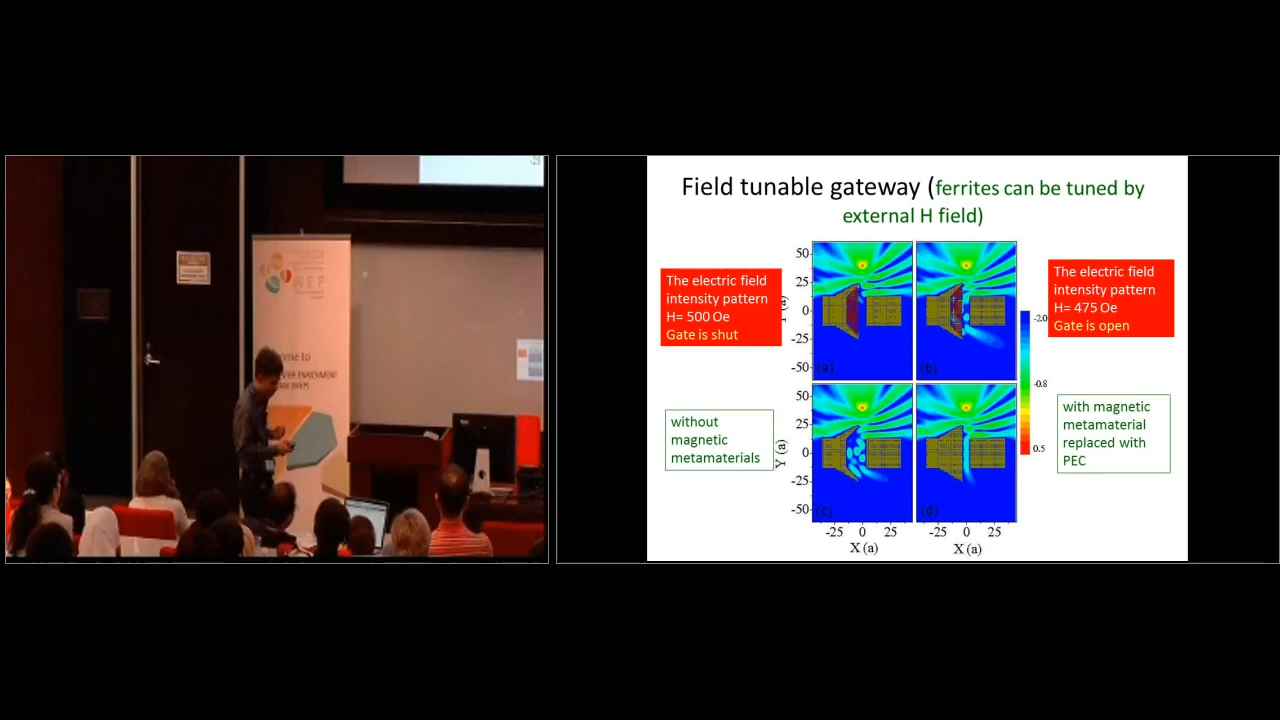 WEP
Field tunable gateway (ferrites can be tuned by
external H field)
The electric field
intensity pattern
H= 500 Oe
Gate is shut
The electric field
intensity pattern
H= 475 Oe
Gate is open
without
magnetic
metamaterials
with magnetic
metamaterial
replaced with
PEC
50
25
0
-25
-50
50
25
0
-25
-50
Y (a)
(a)
(b)
(c)
(d)
-2.0
-0.8
0.5
-25 0 25
-25 0 25
X (a)
X (a)